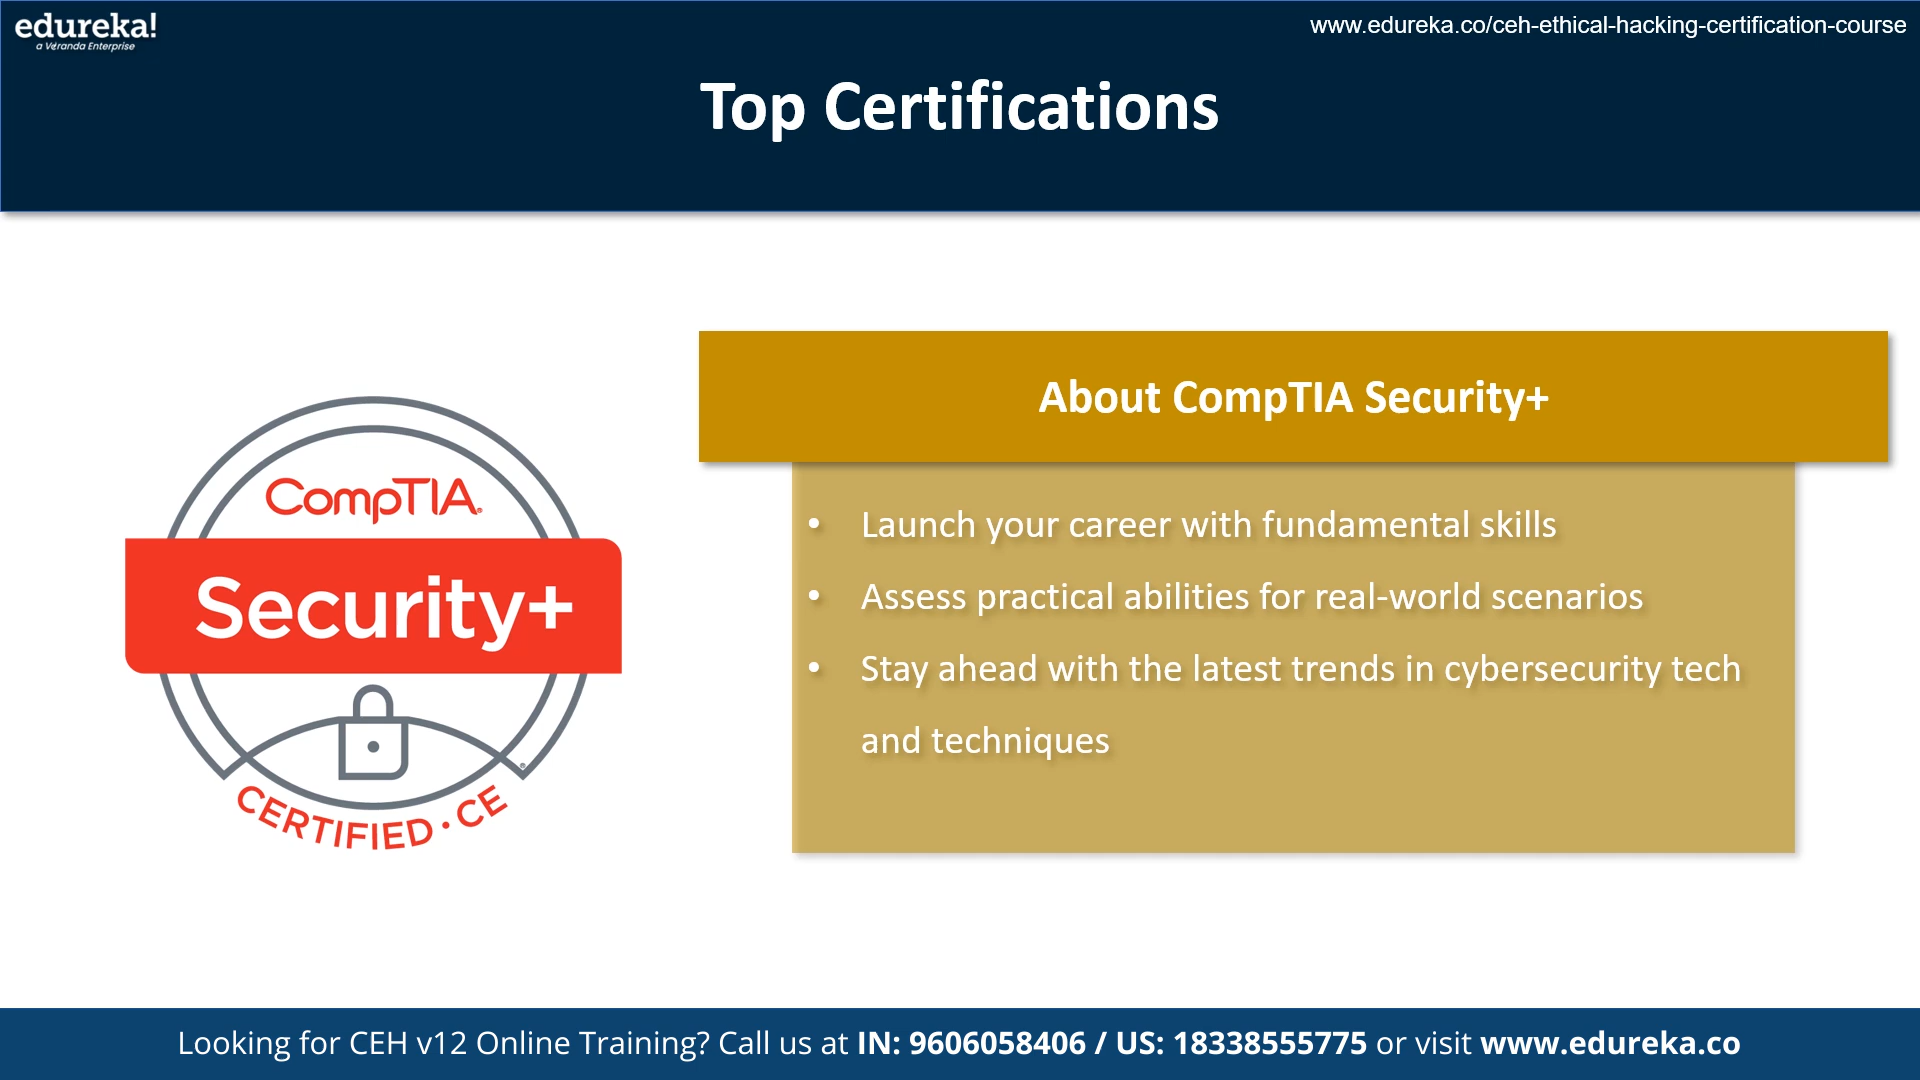 edureka!
a Veranda Enterprise
www.edureka.co/ceh-ethical-hacking-certification-course
Top Certifications
CompTIA®
Security+
CERTIFIED • CE
About CompTIA Security+
• Launch your career with fundamental skills
• Assess practical abilities for real-world scenarios
• Stay ahead with the latest trends in cybersecurity tech
and techniques
Looking for CEH v12 Online Training? Call us at IN: 9606058406 / US: 18338555775 or visit www.edureka.co